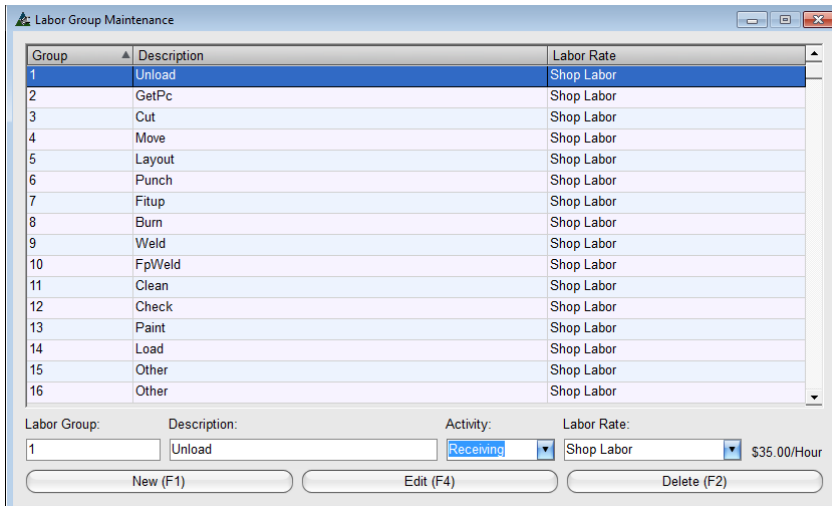 Labor Group Maintenance
Group Description Labor Rate
1 Unload Shop Labor
2 GetPc Shop Labor
3 Cut Shop Labor
4 Move Shop Labor
5 Layout Shop Labor
6 Punch Shop Labor
7 Fitup Shop Labor
8 Burn Shop Labor
9 Weld Shop Labor
10 FpWeld Shop Labor
11 Clean Shop Labor
12 Check Shop Labor
13 Paint Shop Labor
14 Load Shop Labor
15 Other Shop Labor
16 Other Shop Labor
Labor Group: Description: Activity: Labor Rate:
1 Unload Receiving Shop Labor $35.00/Hour
New (F1) Edit (F4) Delete (F2)